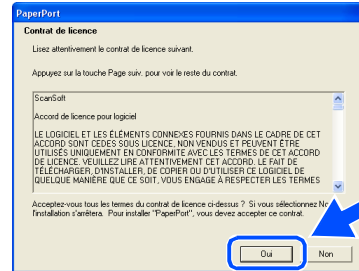 PaperPort
Contrat de licence
Lisez attentivement le contrat de licence suivant.
Appuyez sur la touche Page suiv. pour voir le reste du contrat.
ScanSoft
Accord de licence pour logiciel
LE LOGICIEL ET LES ÉLÉMENTS CONNEXES FOURNIS DANS LE CADRE DE CET
ACCORD SONT CEDES SOUS LICENCE, NON VENDUS ET PEUVENT ÊTRE
UTILISÉS UNIQUEMENT EN CONFORMITE AVEC LES TERMES DE CET ACCORD
DE LICENCE. VEUILLEZ LIRE ATTENTIVEMENT CET ACCORD. LE FAIT DE
TÉLÉCHARGER, D'INSTALLER, DE COPIER OU D'UTILISER CE LOGICIEL DE
QUELQUE MANIÈRE QUE CE SOIT, VOUS ENGAGE À RESPECTER LES TERMES
Acceptez-vous tous les termes du contrat de licence ci-dessus ? Si vous sélectionnez
l'installation s'arrêtera. Pour installer "PaperPort", vous devez accepter ce contrat.
Oui
Non